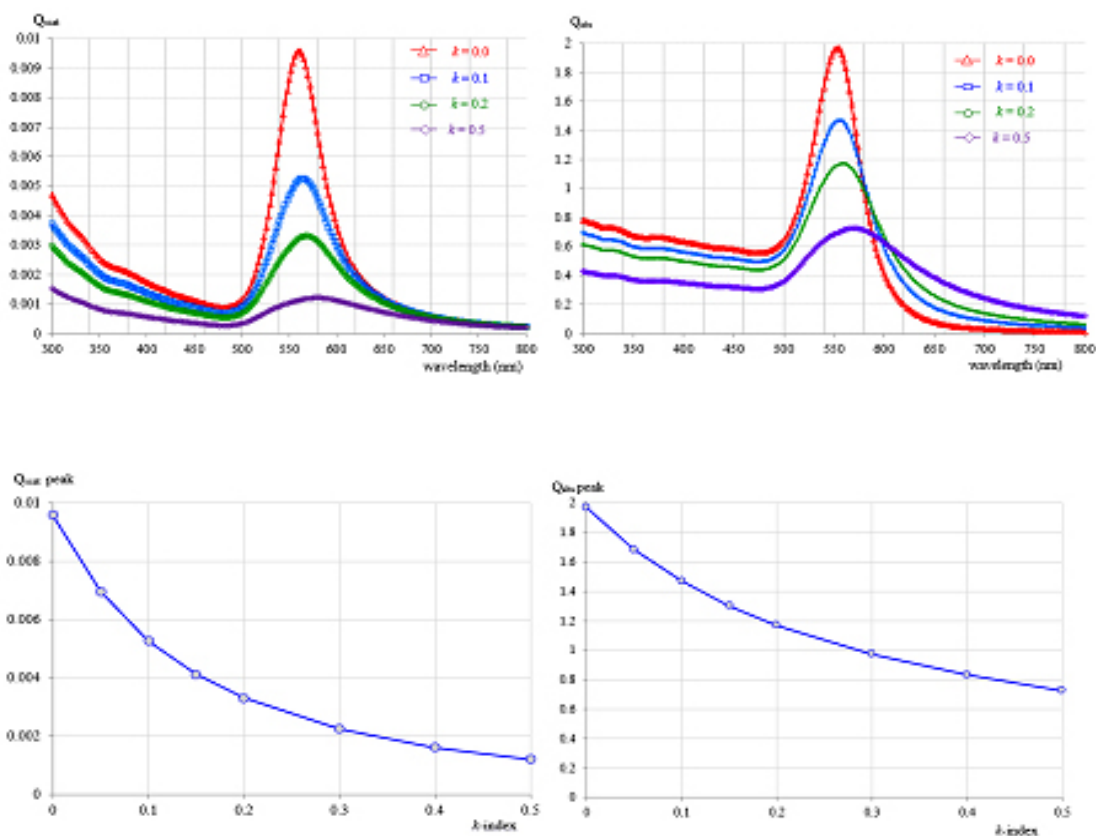 Qscat
0.01
0.009
0.008
0.007
0.006
0.005
0.004
0.003
0.002
0.001
0
300 350 400 450 500 550 600 650 700 750 800
wavelength (nm)
k = 0.0
k = 0.1
k = 0.2
k = 0.5
Qabs
2
1.8
1.6
1.4
1.2
1
0.8
0.6
0.4
0.2
0
300 350 400 450 500 550 600 650 700 750 800
wavelength (nm)
k = 0.0
k = 0.1
k = 0.2
k = 0.5
Qscat peak
0.01
0.008
0.006
0.004
0.002
0
0 0.1 0.2 0.3 0.4 0.5
k-index
Qabs peak
2
1.8
1.6
1.4
1.2
1
0.8
0.6
0.4
0.2
0
0 0.1 0.2 0.3 0.4 0.5
k-index